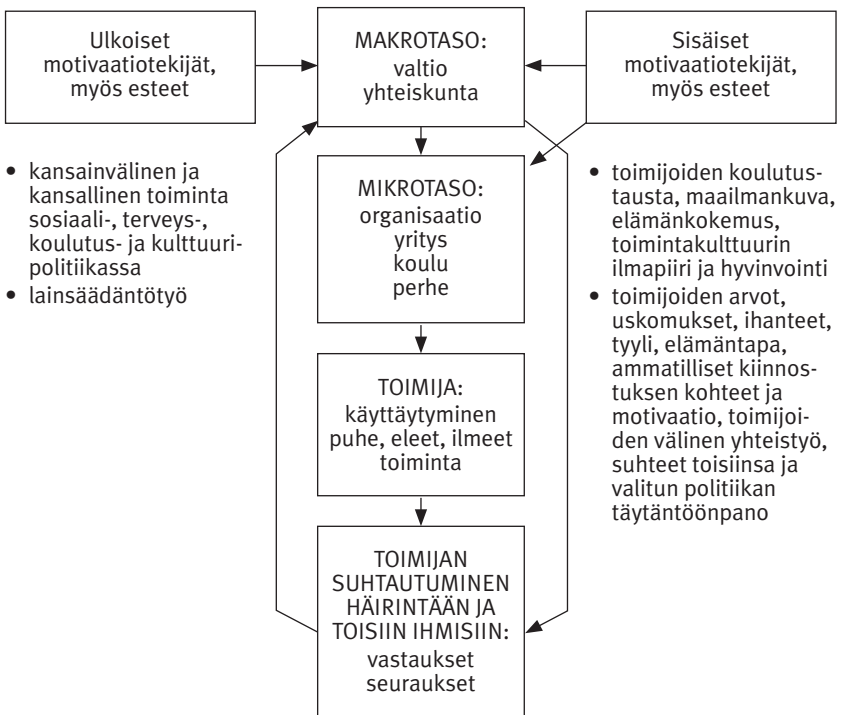 Ulkoiset
motivaatiotekijät,
myös esteet
MAKROTASO:
valtio
yhteiskunta
Sisäiset
motivaatiotekijät,
myös esteet
• kansainvälinen ja
kansallinen toiminta
sosiaali-, terveys-,
koulutus- ja kulttuuri-
politiikassa
• lainsäädäntötyö
MIKROTASO:
organisaatio
yritys
koulu
perhe
TOIMIJA:
käyttäytyminen
puhe, eleet, ilmeet
toiminta
TOIMIJAN
SUHTAUTUMINEN
HÄIRINTÄÄN JA
TOISIIN IHMISIIN:
vastaukset
seuraukset
• toimijoiden koulutus-
tausta, maailmankuva,
elämänkokemus,
toimintakulttuurin
ilmapiiri ja hyvinvointi
• toimijoiden arvot,
uskomukset, ihanteet,
tyyli, elämäntapa,
ammatilliset kiinnos-
tuksen kohteet ja
motivaatio, toimijoi-
den välinen yhteistyö,
suhteet toisiinsa ja
valitun politiikan
täytäntöönpano